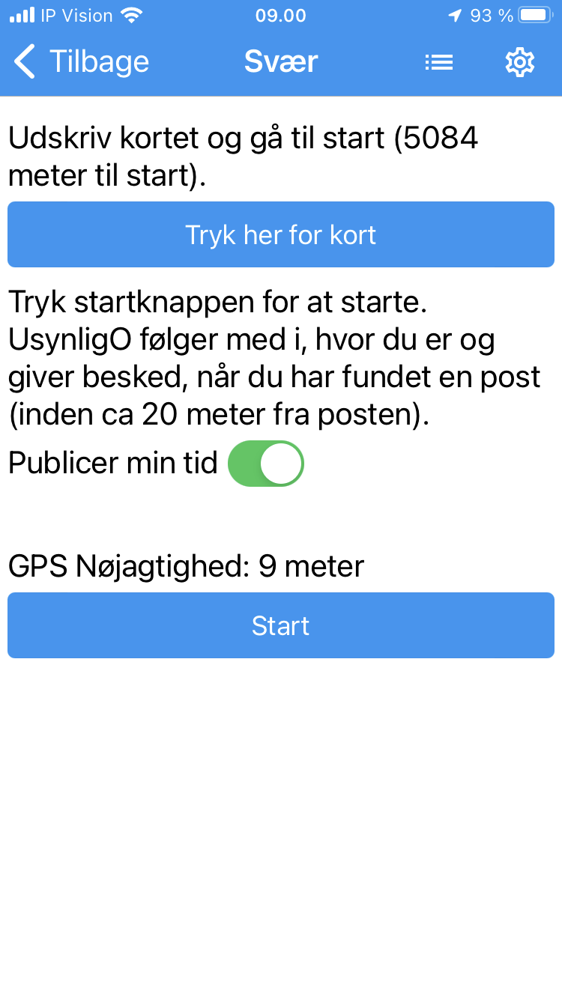 IP Vision 09.00 93 %
Tilbage Svær
Udskriv kortet og gå til start (5084
meter til start).
Tryk her for kort
Tryk startknappen for at starte.
UsynligO følger med i, hvor du er og
giver besked, når du har fundet en post
(inden ca 20 meter fra posten).
Publicer min tid
GPS Nøjagtighed: 9 meter
Start